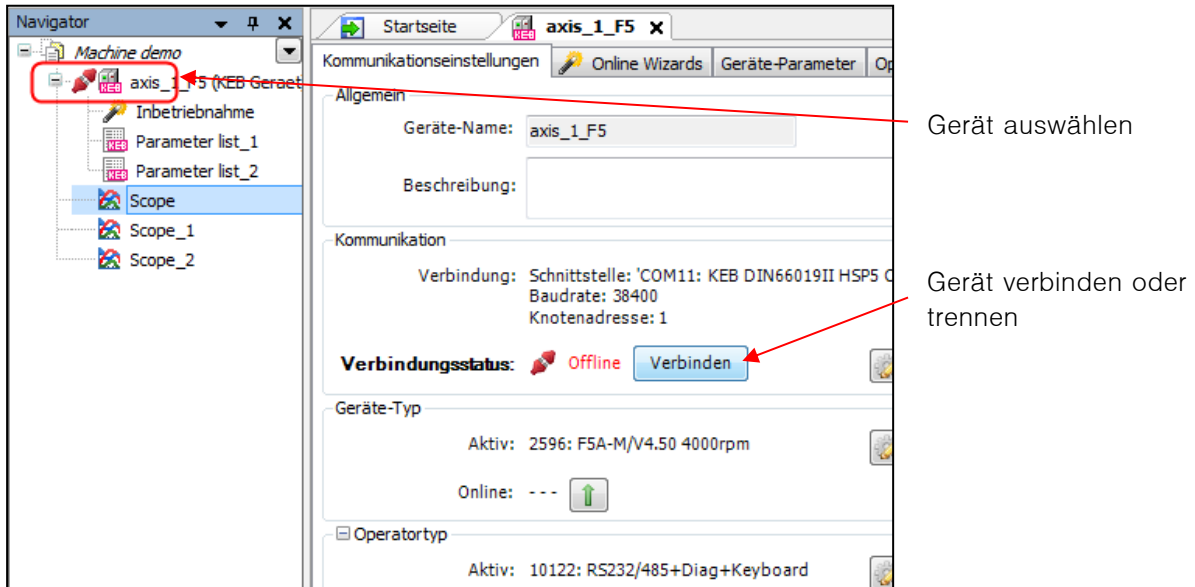 Navigator
Machine demo
axis_1_F5 (KEB Geraet
Inbetriebnahme
Parameter list_1
Parameter list_2
Scope
Scope_1
Scope_2
Startseite
axis_1_F5
Kommunikationseinstellungen
Online Wizards
Geräte-Parameter
Op
Allgemein
Geräte-Name: axis_1_F5
Beschreibung:
Kommunikation
Verbindung: Schnittstelle: 'COM11: KEB DIN66019II HSP5 C
Baudrate: 38400
Knotenadresse: 1
Verbindungsstatus: Offline Verbinden
Geräte-Typ
Aktiv: 2596: F5A-M/V4.50 4000rpm
Online: ---
Operatortyp
Aktiv: 10122: RS232/485+Diag+Keyboard
Gerät auswählen
Gerät verbinden oder
trennen